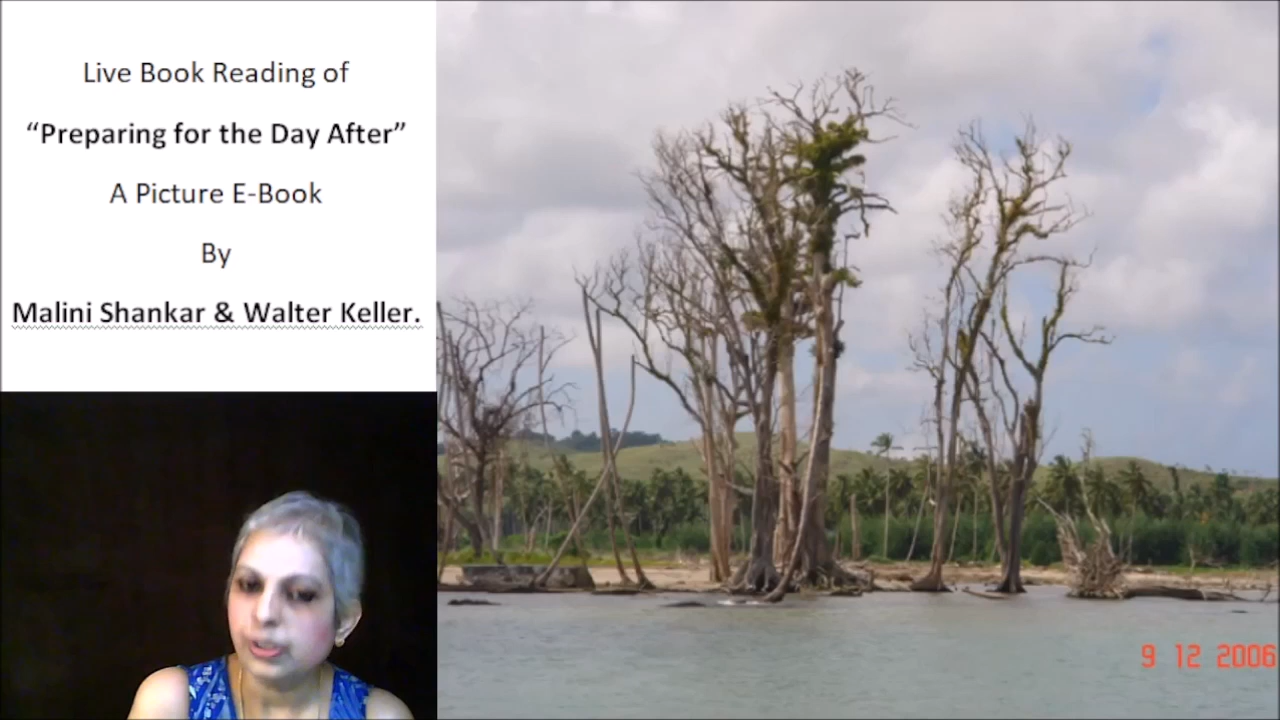 Live Book Reading of
“Preparing for the Day After”
A Picture E-Book
By
Malini Shankar & Walter Keller.
9 12 2006